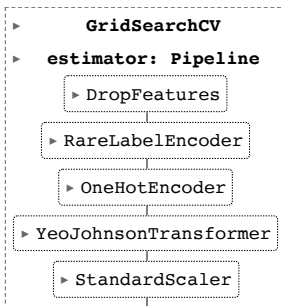 GridSearchCV
estimator: Pipeline
DropFeatures
RareLabelEncoder
OneHotEncoder
YeoJohnsonTransformer
StandardScaler